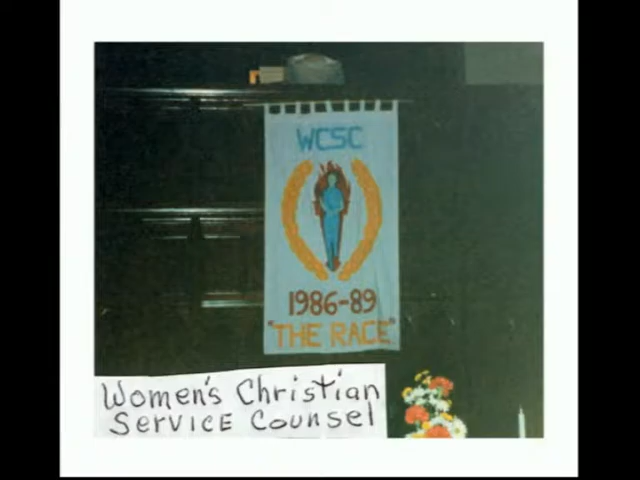 WCSC
1986-89
"THE RACE"
Women's Christian
Service Counsel